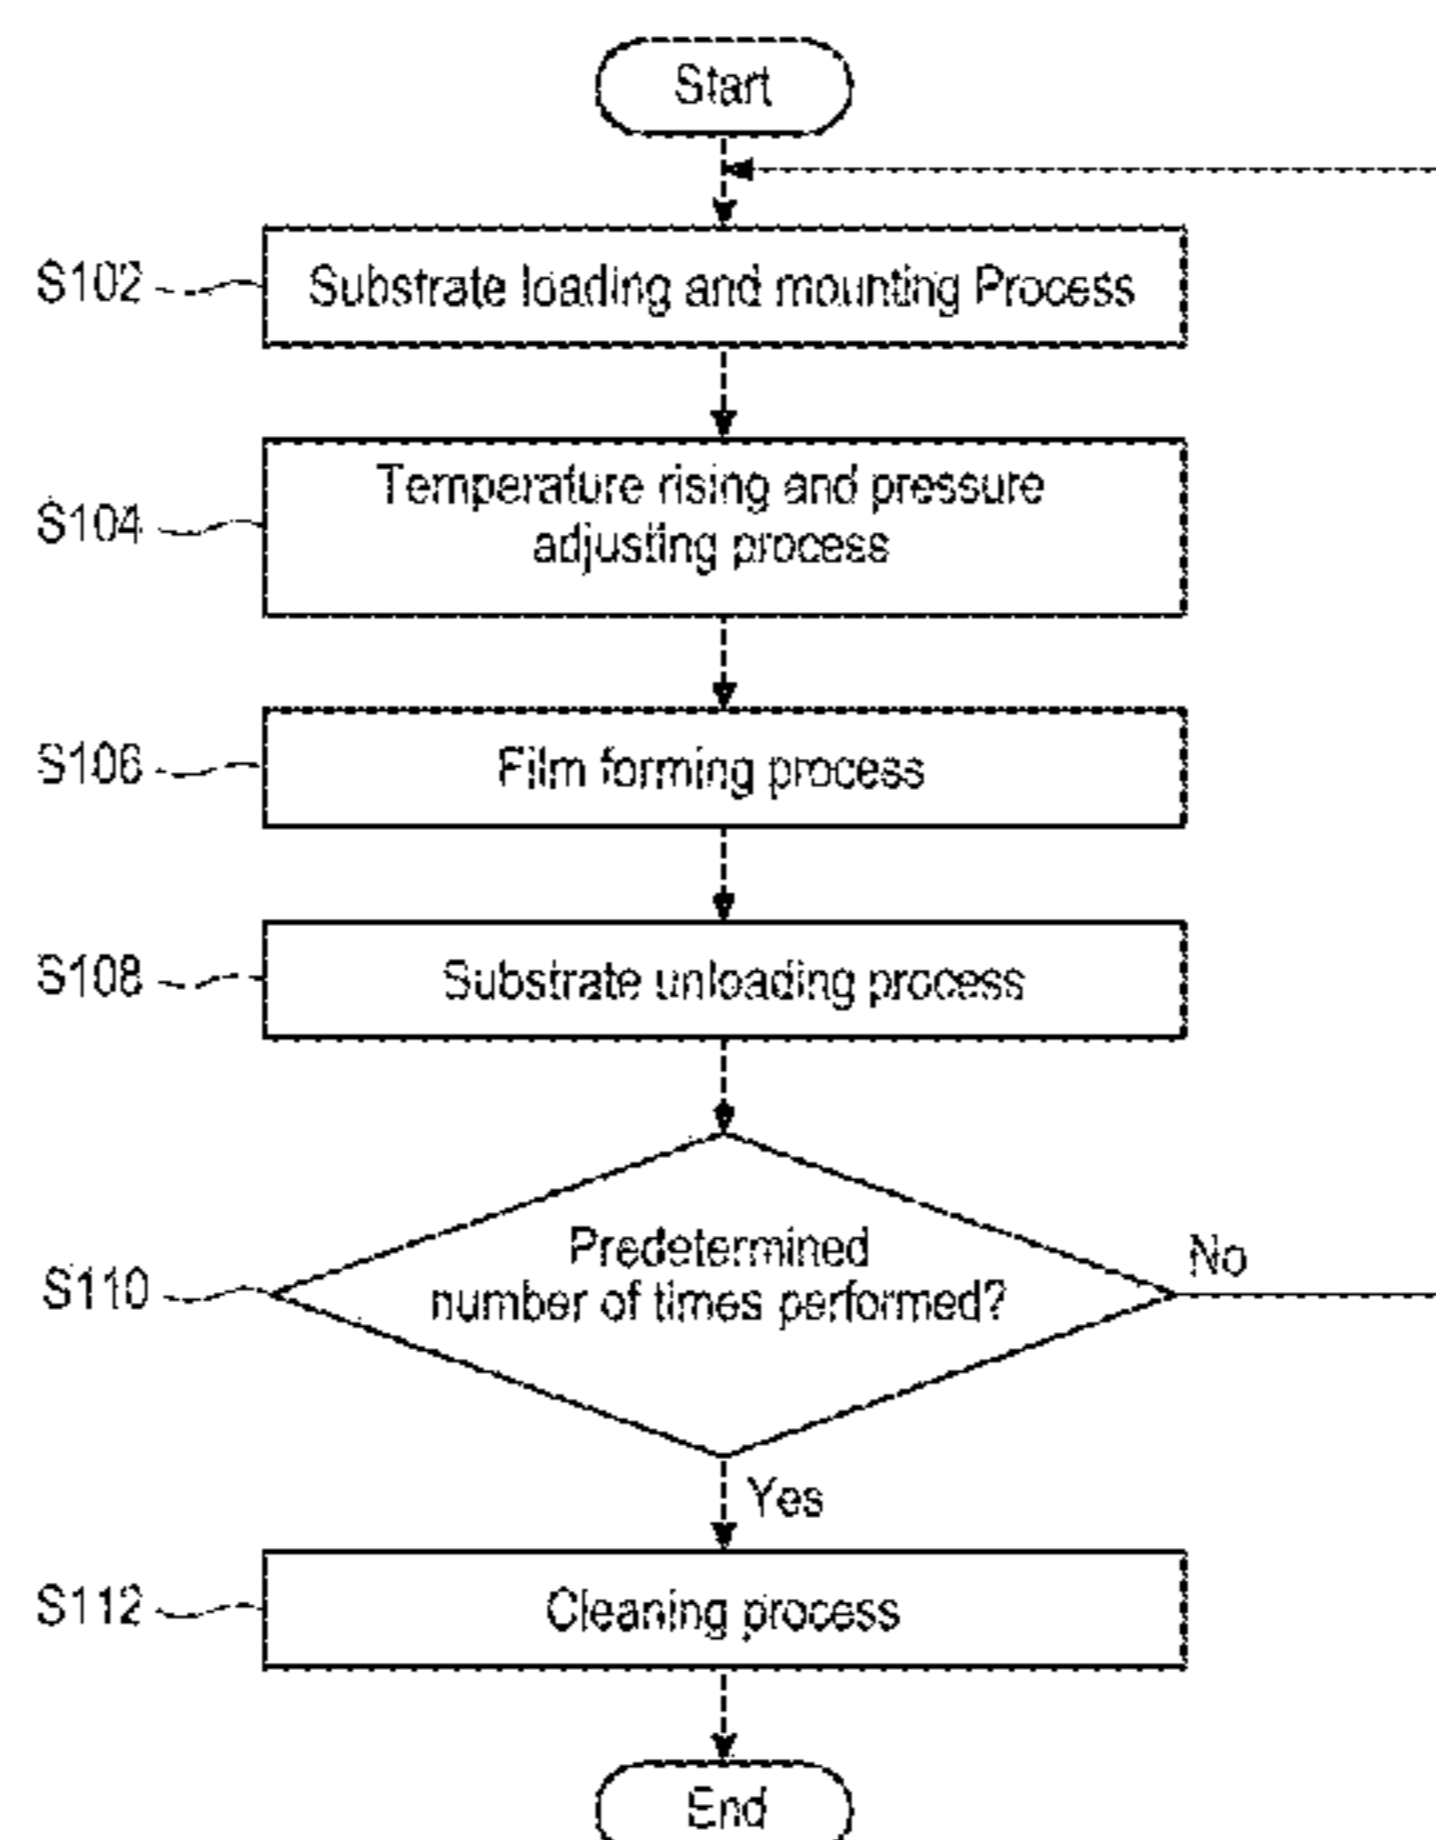 Start
S102
Substrate loading and mounting Process
S104
Temperature rising and pressure
adjusting process
S106
Film forming process
S108
Substrate unloading process
S110
Predetermined
number of times performed?
No
Yes
S112
Cleaning process
End